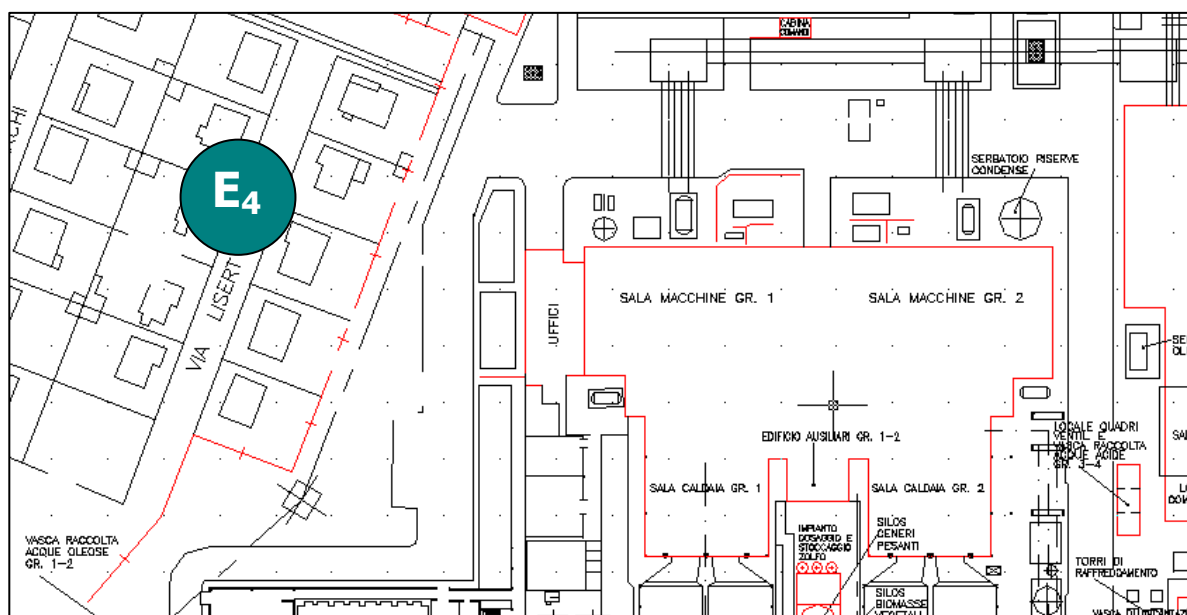 CABINA
COMANDI
E4
SERBATOIO RISERVE
CONDENSE
SALA MACCHINE GR. 1
SALA MACCHINE GR. 2
UFFICI
VIA LISERT
EDIFICIO AUSILIARI GR. 1-2
LOCALE QUADRI
VENTIL E
VASCA RACCOLTA
ACQUE ACIDE
GR. 3-4
SALA CALDAIA GR. 1
SALA CALDAIA GR. 2
IMPIANTO
DOSAGGIO E
STOCCAGGIO
ZOLFO
SILOS
CENERI
PESANTI
VASCA RACCOLTA
ACQUE OLEOSE
GR. 1-2
TORRI DI
RAFFREDDAMENTO
SILOS
BIOMASSE
VEGETALI